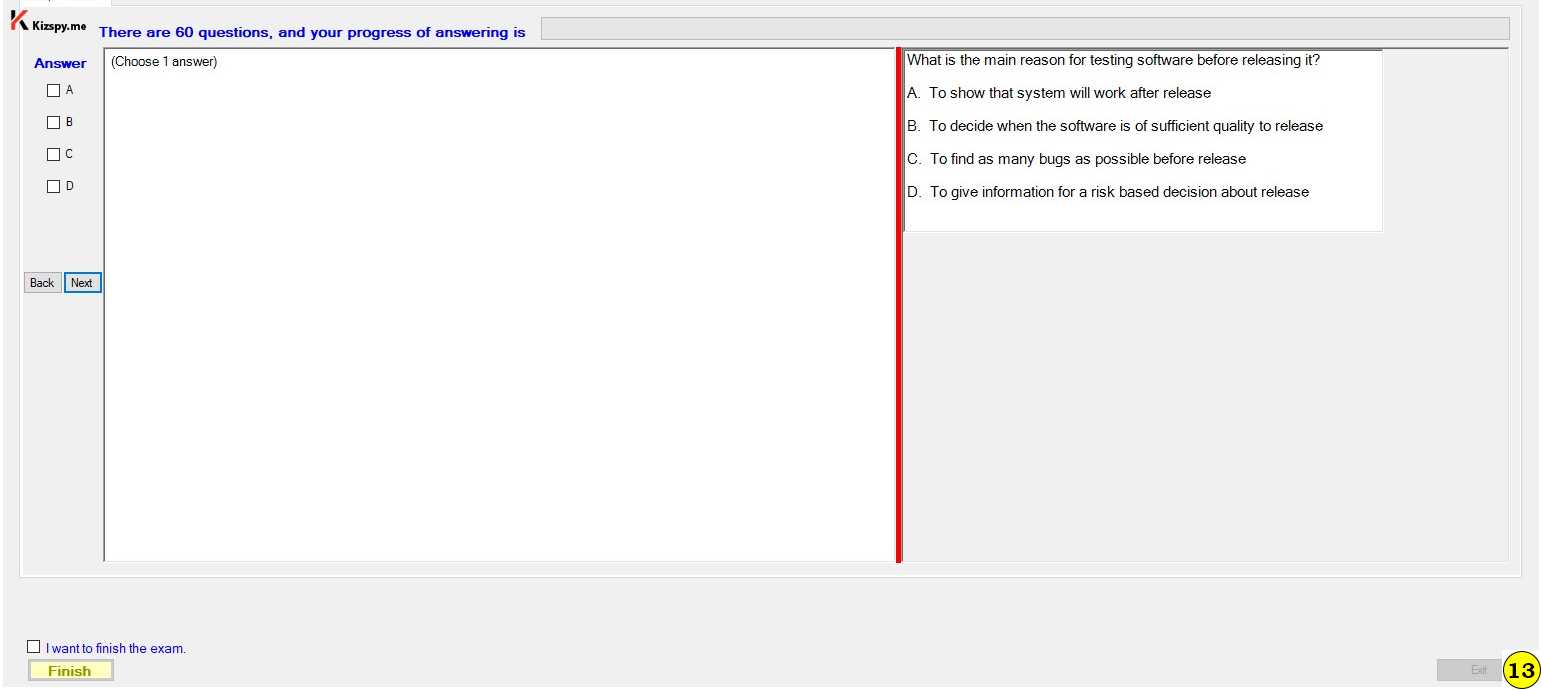 Kizspy.me
There are 60 questions, and your progress of answering is
Answer
A
B
C
D
Back Next
(Choose 1 answer)
What is the main reason for testing software before releasing it?
A. To show that system will work after release
B. To decide when the software is of sufficient quality to release
C. To find as many bugs as possible before release
D. To give information for a risk based decision about release
I want to finish the exam.
Finish
Exit
13